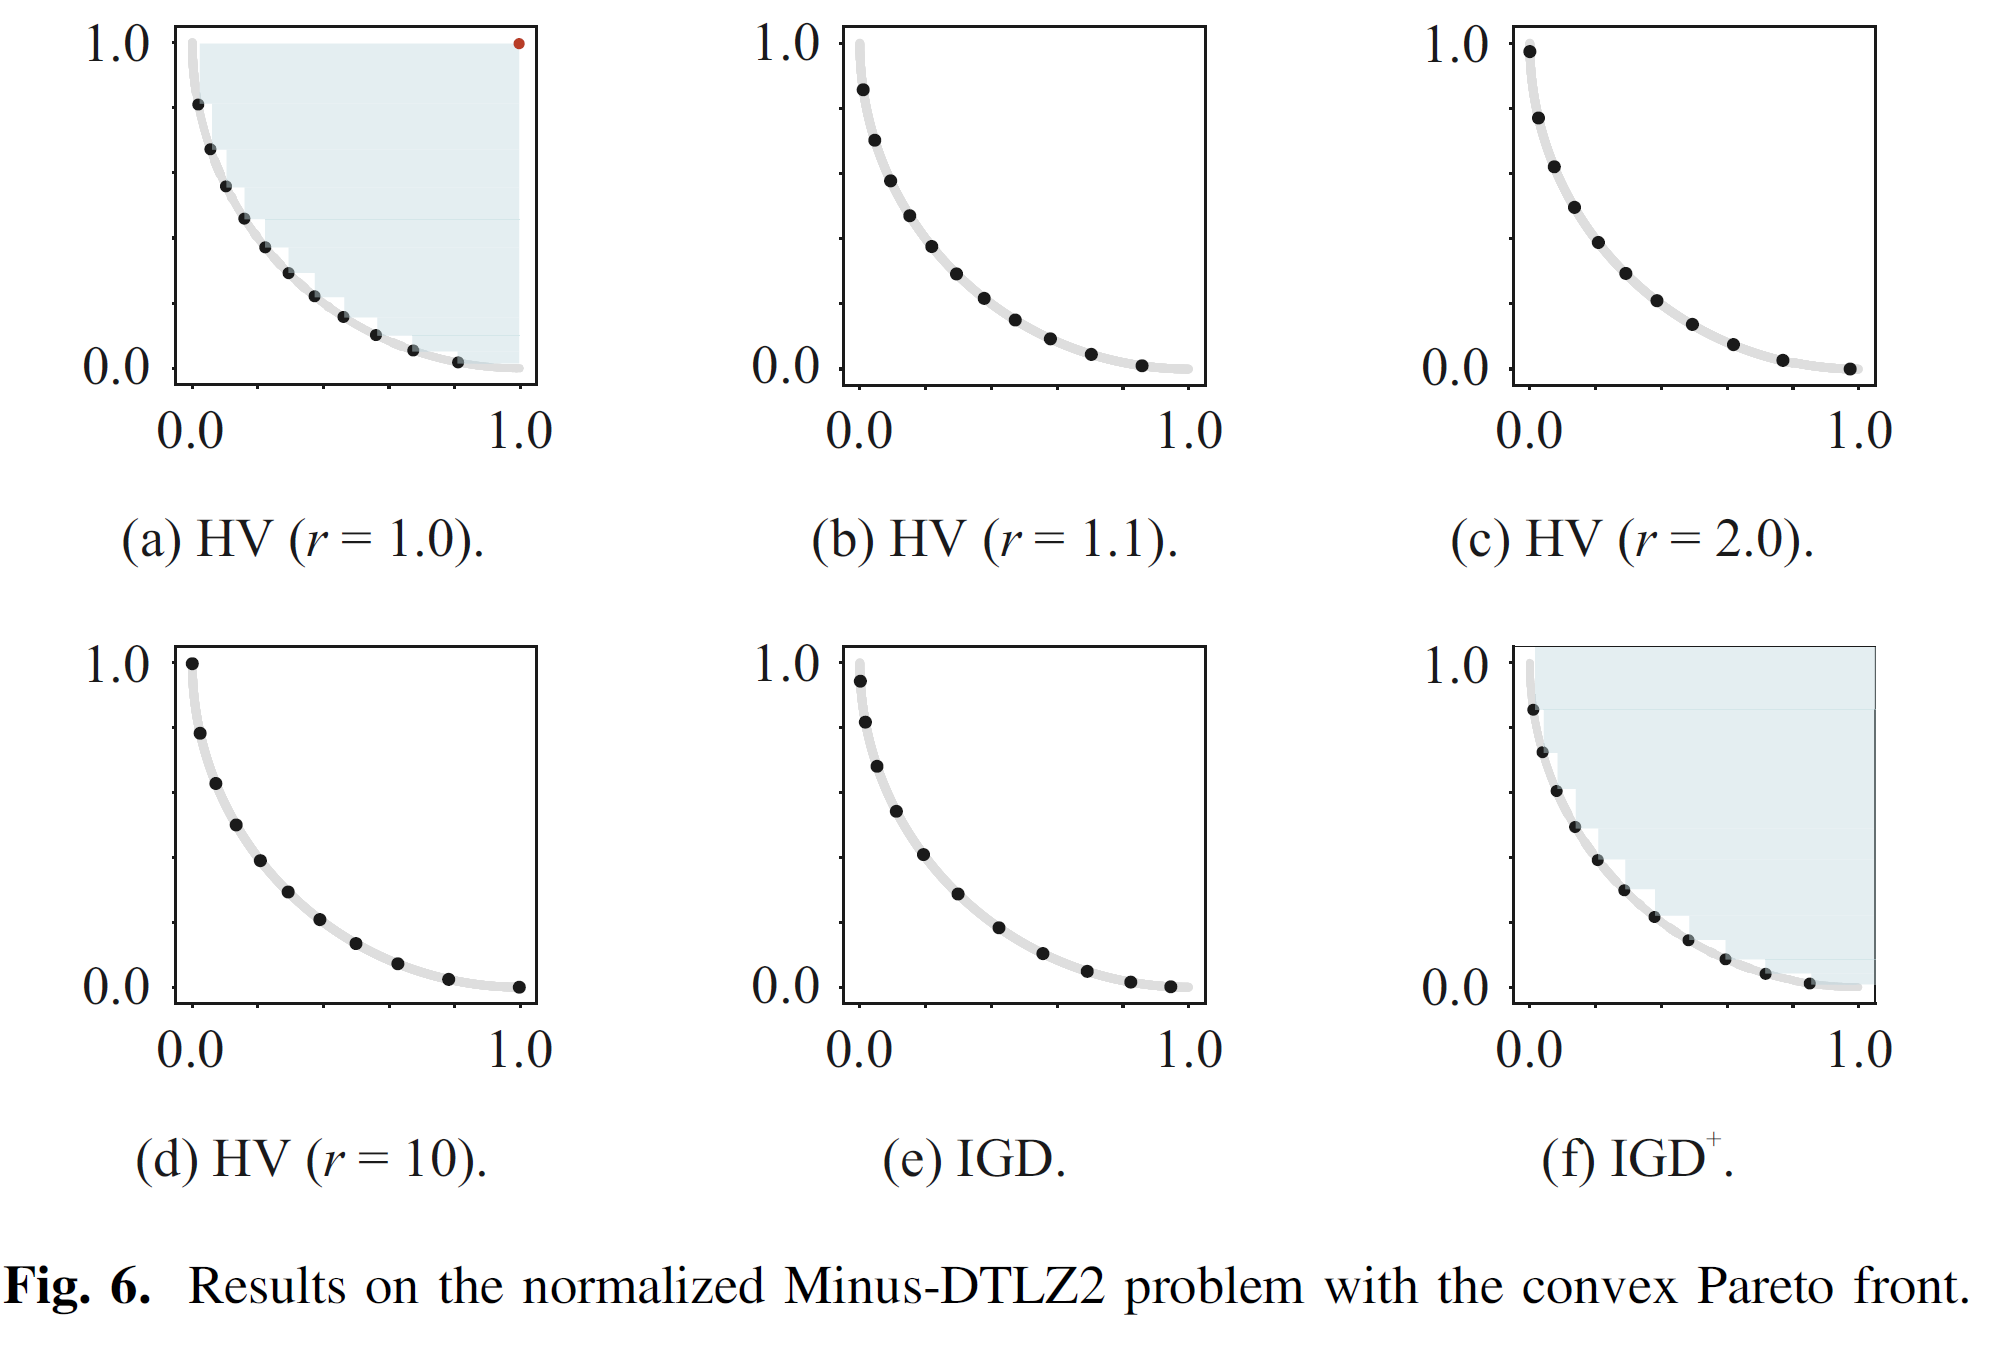 1.0
0.0
0.0 1.0
(a) HV (r = 1.0).
1.0
0.0
0.0 1.0
(b) HV (r = 1.1).
1.0
0.0
0.0 1.0
(c) HV (r = 2.0).
1.0
0.0
0.0 1.0
(d) HV (r = 10).
1.0
0.0
0.0 1.0
(e) IGD.
1.0
0.0
0.0 1.0
(f) IGD⁺.
Fig. 6. Results on the normalized Minus-DTLZ2 problem with the convex Pareto front.